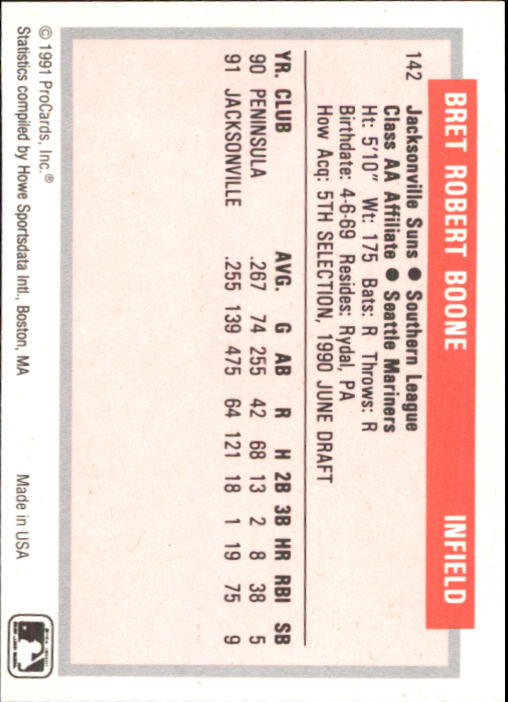 BRET ROBERT BOONE INFIELD
142 Jacksonville Suns ● Southern League
Class AA Affiliate ● Seattle Mariners
Ht: 5'10" Wt: 175 Bats: R Throws: R
Birthdate: 4-6-69 Resides: Rydal, PA
How Acq: 5TH SELECTION, 1990 JUNE DRAFT
YR. CLUB AVG. G AB R H 2B 3B HR RBI SB
90 PENINSULA .267 74 255 42 68 13 2 8 38 5
91 JACKSONVILLE .255 139 475 64 121 18 1 19 75 9
© 1991 ProCards, Inc.®
Statistics compiled by Howe Sportsdata Intl., Boston, MA Made in USA